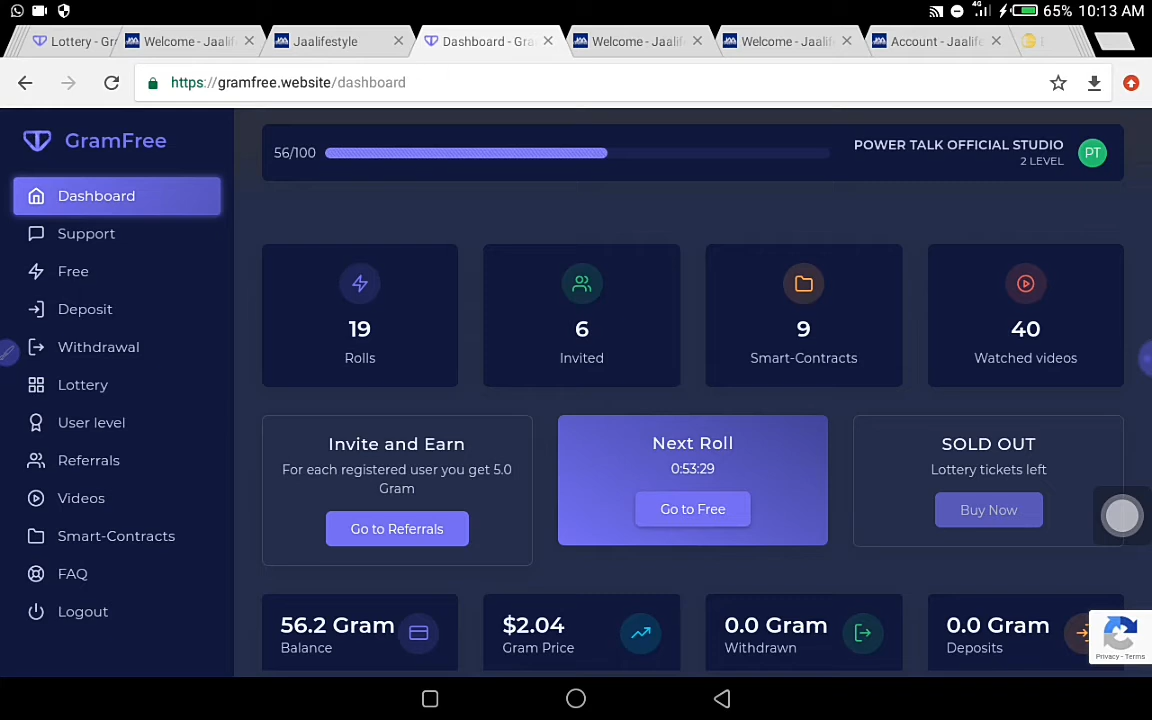 4G 65% 10:13 AM
Lottery - Gr
Welcome - Jaalif
Jaalifestyle
Dashboard - Gra
Welcome - Jaalif
Welcome - Jaalif
Account - Jaalife
https://gramfree.website/dashboard
GramFree
Dashboard
Support
Free
Deposit
Withdrawal
Lottery
User level
Referrals
Videos
Smart-Contracts
FAQ
Logout
56/100
POWER TALK OFFICIAL STUDIO
2 LEVEL
PT
19
Rolls
6
Invited
9
Smart-Contracts
40
Watched videos
Invite and Earn
For each registered user you get 5.0
Gram
Go to Referrals
Next Roll
0:53:29
Go to Free
SOLD OUT
Lottery tickets left
Buy Now
56.2 Gram
Balance
$2.04
Gram Price
0.0 Gram
Withdrawn
0.0 Gram
Deposits
Privacy - Terms